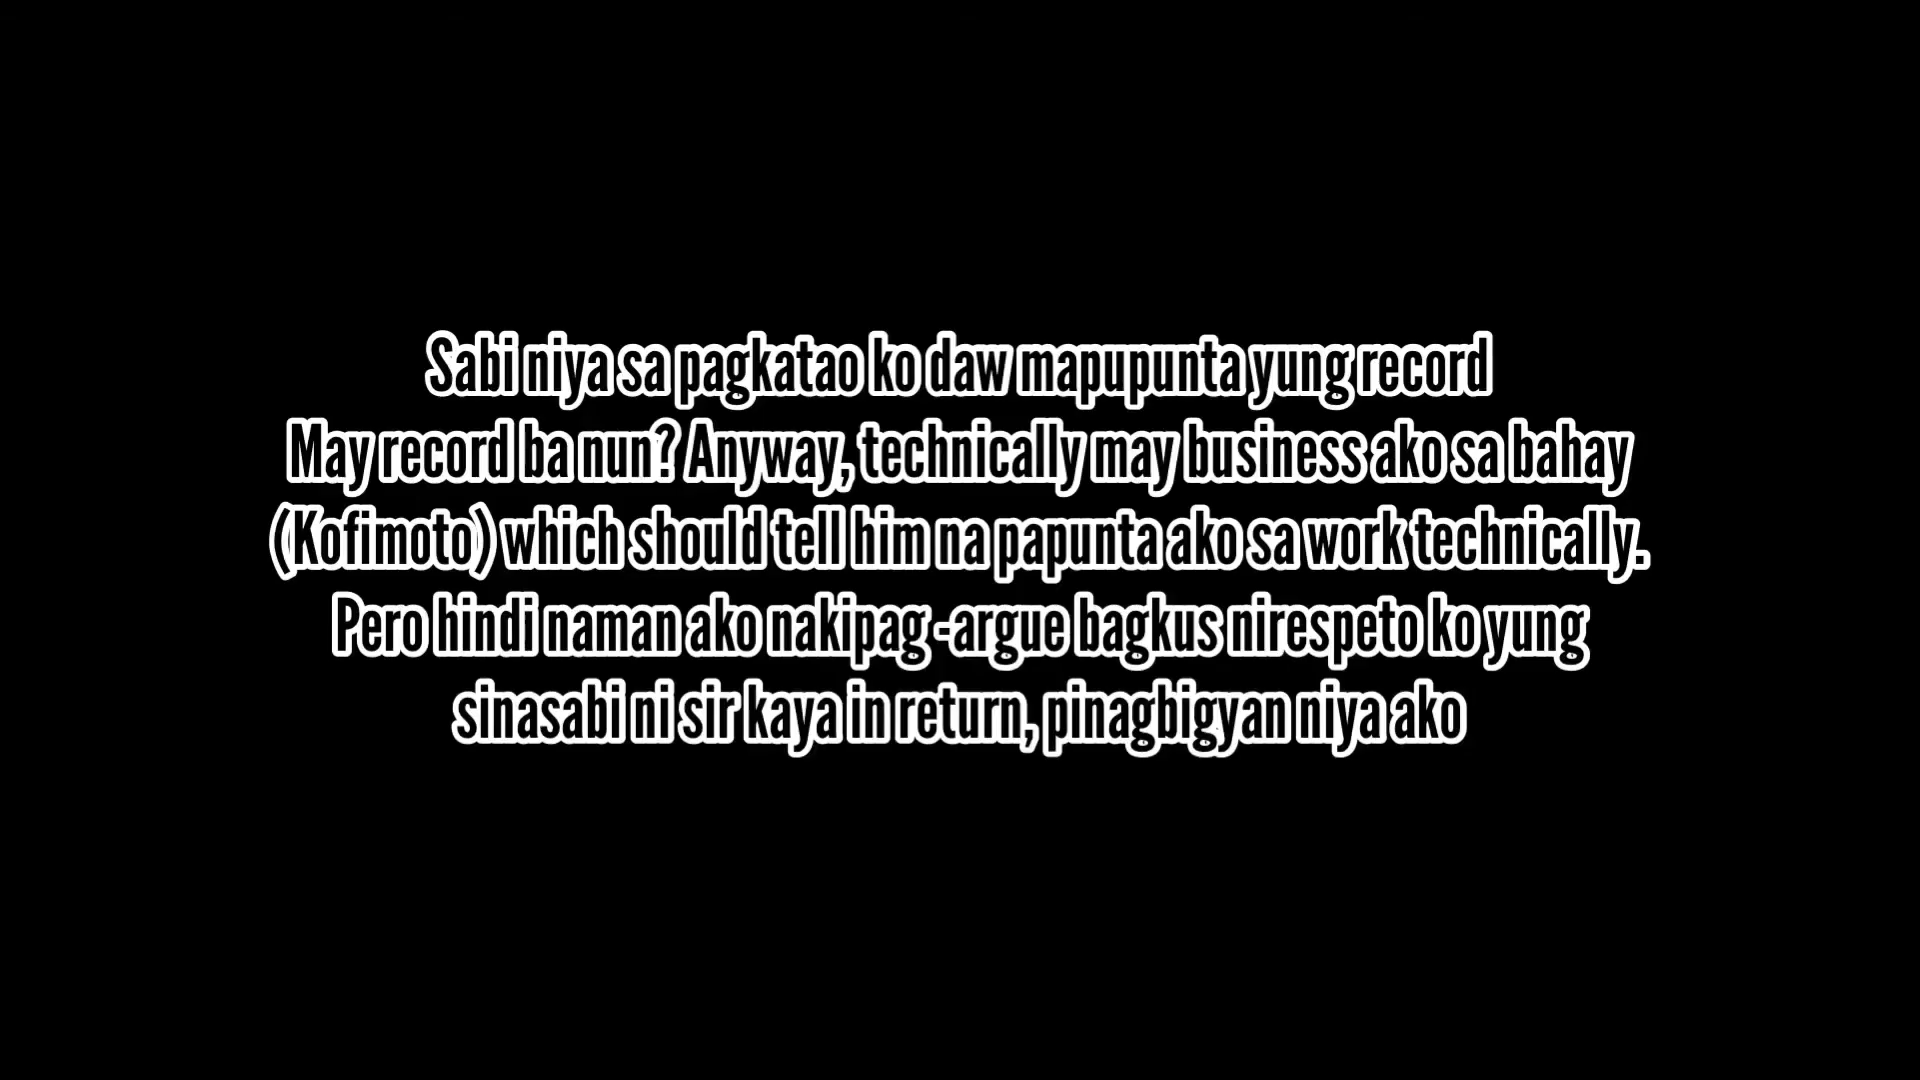 Sabi niya sa pagkatao ko daw mapupunta yung record
May record ba nun? Anyway, technically may business ako sa bahay
(Kofimoto) which should tell him na papunta ako sa work technically.
Pero hindi naman ako nakipag -argue bagkus nirespeto ko yung
sinasabi ni sir kaya in return, pinagbigyan niya ako